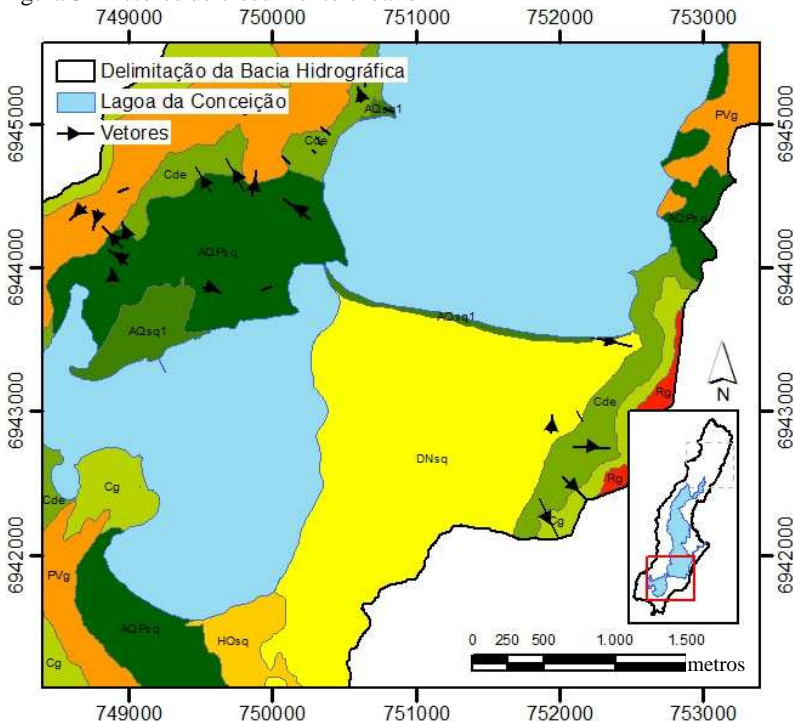 749000 750000 751000 752000 753000
Delimitação da Bacia Hidrográfica
Lagoa da Conceição
Vetores
6945000
6944000
6943000
6942000
6945000
6944000
6943000
6942000
AQsq1
PVg
Cde
Cde
AQPsq
AQPsq
AQsq1
AQsq1
Rg
Cde
Cg
DNsq
Cde
Rg
Cg
PVg
AQPsq
HOsq
Cg
N
0 250 500 1.000 1.500
metros
749000 750000 751000 752000 753000